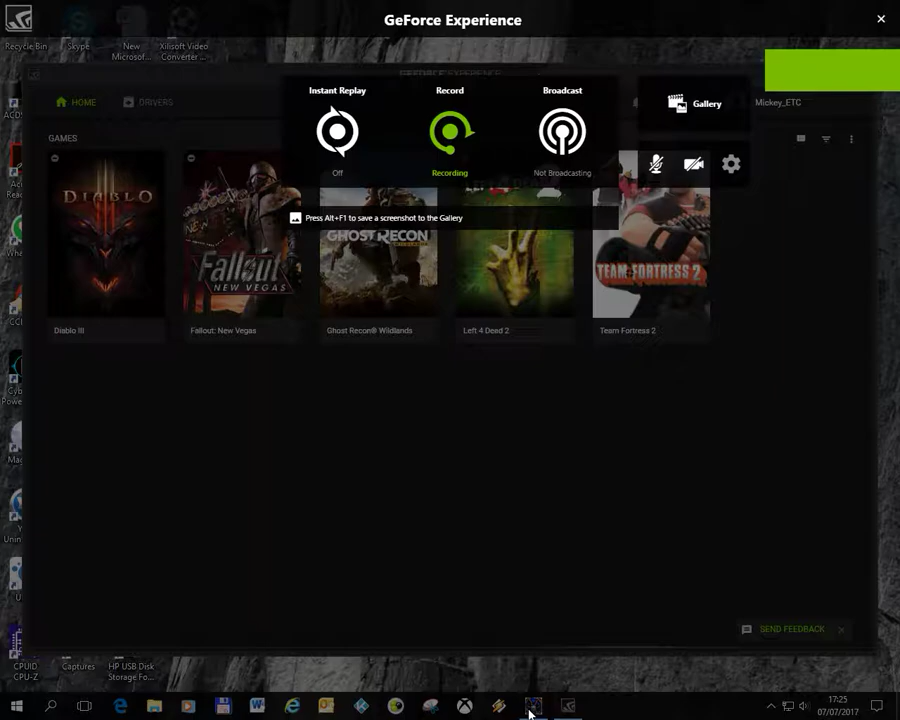 GeForce Experience
Recycle Bin
Skype
New
Microsof...
Xilisoft Video
Converter ...
Instant Replay
Record
Broadcast
Gallery
HOME
DRIVERS
Mickey_ETC
GAMES
Off
Recording
Not Broadcasting
DIABLO
Fallout
NEW VEGAS
Press Alt+F1 to save a screenshot to the Gallery
GHOST RECON
TEAM FORTRESS 2
Diablo III
Fallout: New Vegas
Ghost Recon® Wildlands
Left 4 Dead 2
Team Fortress 2
SEND FEEDBACK
CPUID
CPU-Z
Captures
HP USB Disk
Storage Fo...
17:25
07/07/2017